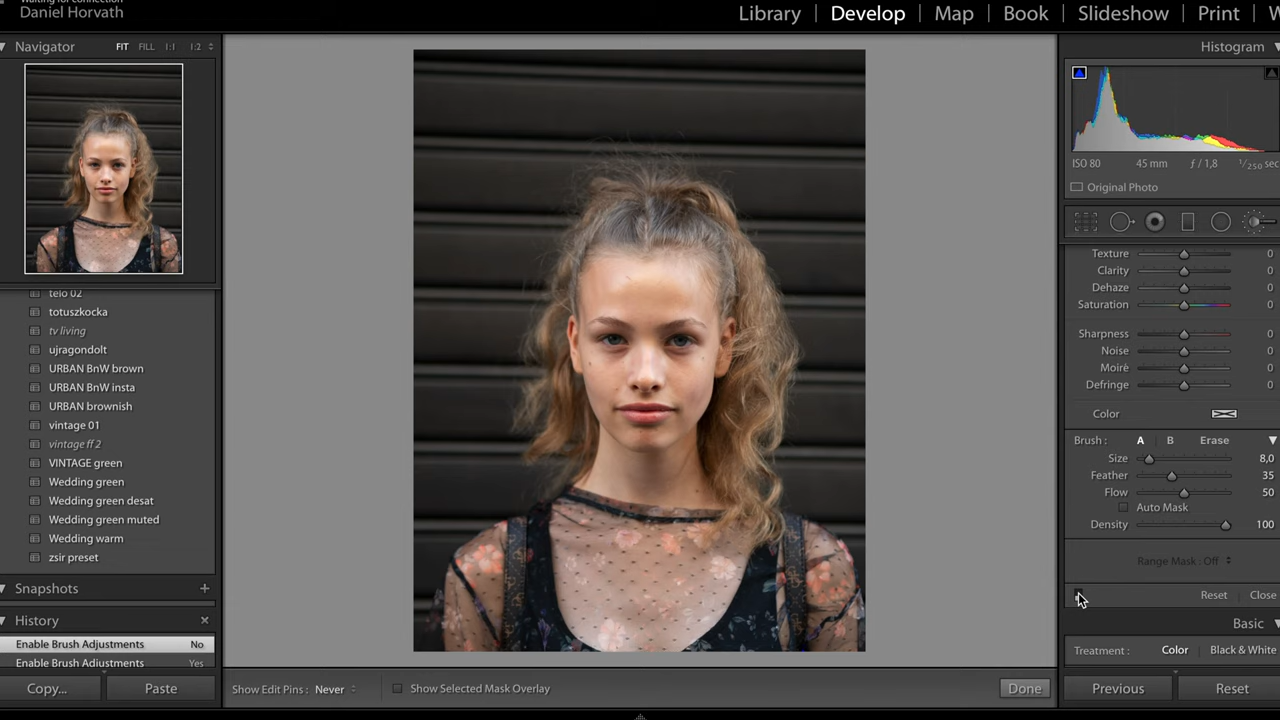 Waiting for connection
Daniel Horvath
Library | Develop | Map | Book | Slideshow | Print |
Navigator FIT FILL 1:1 1:2
telo 02
totuszkocka
tv living
ujragondolt
URBAN BnW brown
URBAN BnW insta
URBAN brownish
vintage 01
vintage ff 2
VINTAGE green
Wedding green
Wedding green desat
Wedding green muted
Wedding warm
zsir preset
Snapshots +
History ×
Enable Brush Adjustments No
Enable Brush Adjustments Yes
Copy... Paste
Show Edit Pins : Never
Show Selected Mask Overlay
Done
Histogram
ISO 80 45 mm ƒ / 1,8 1/250 sec
Original Photo
Texture 0
Clarity 0
Dehaze 0
Saturation 0
Sharpness 0
Noise 0
Moiré 0
Defringe 0
Color
Brush : A B Erase
Size 8,0
Feather 35
Flow 50
Auto Mask
Density 100
Range Mask : Off
Reset Close
Basic
Treatment : Color Black & White
Previous Reset